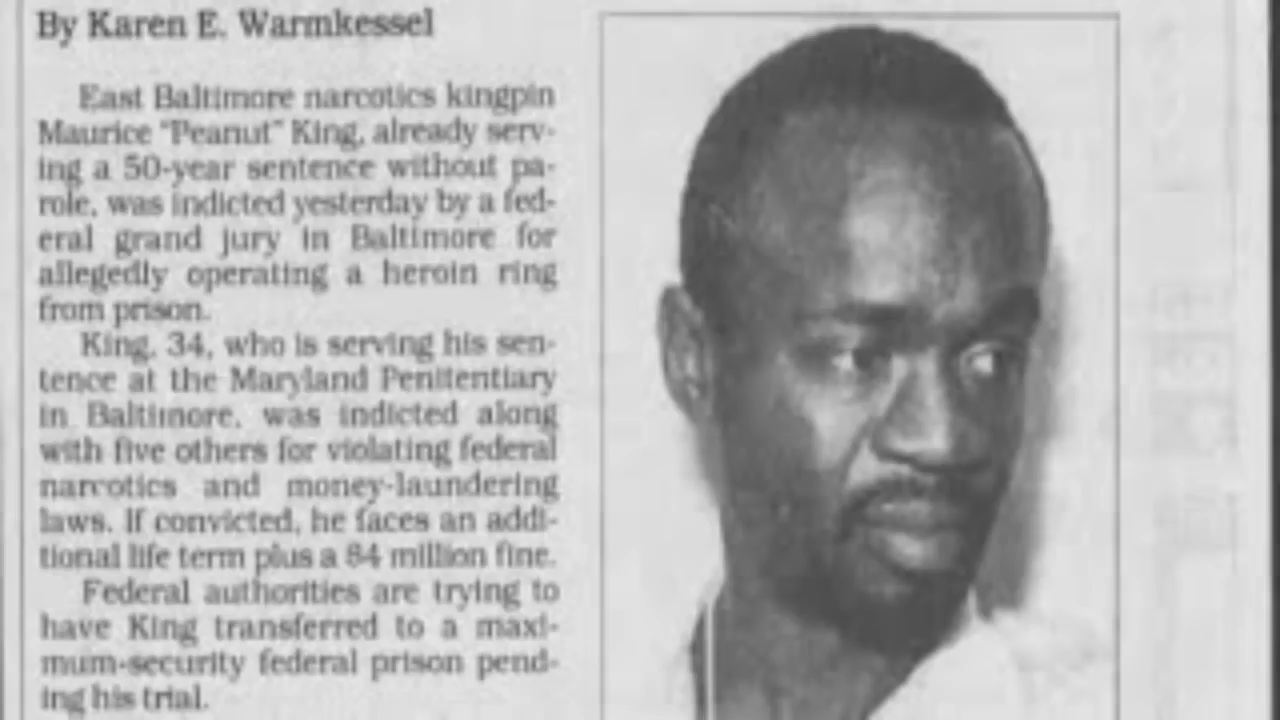 By Karen E. Warmkessel
East Baltimore narcotics kingpin
Maurice "Peanut" King, already serv-
ing a 50-year sentence without pa-
role, was indicted yesterday by a fed-
eral grand jury in Baltimore for
allegedly operating a heroin ring
from prison.
King, 34, who is serving his sen-
tence at the Maryland Penitentiary
in Baltimore, was indicted along
with five others for violating federal
narcotics and money-laundering
laws. If convicted, he faces an addi-
tional life term plus a $4 million fine.
Federal authorities are trying to
have King transferred to a maxi-
mum-security federal prison pend-
ing his trial.